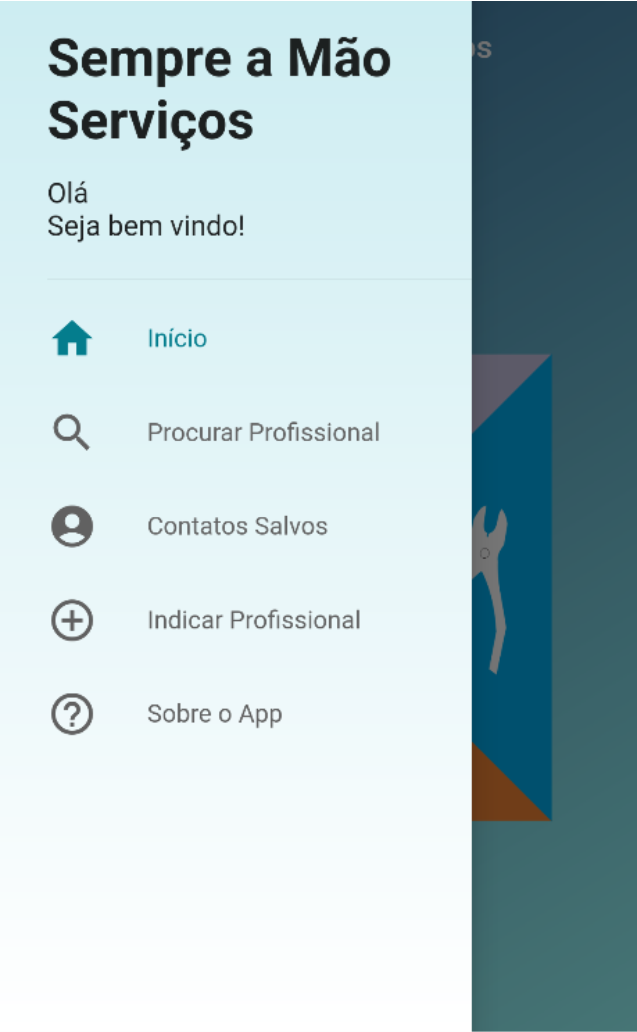 Sempre a Mão
Serviços
Olá
Seja bem vindo!
Início
Procurar Profissional
Contatos Salvos
Indicar Profissional
Sobre o App